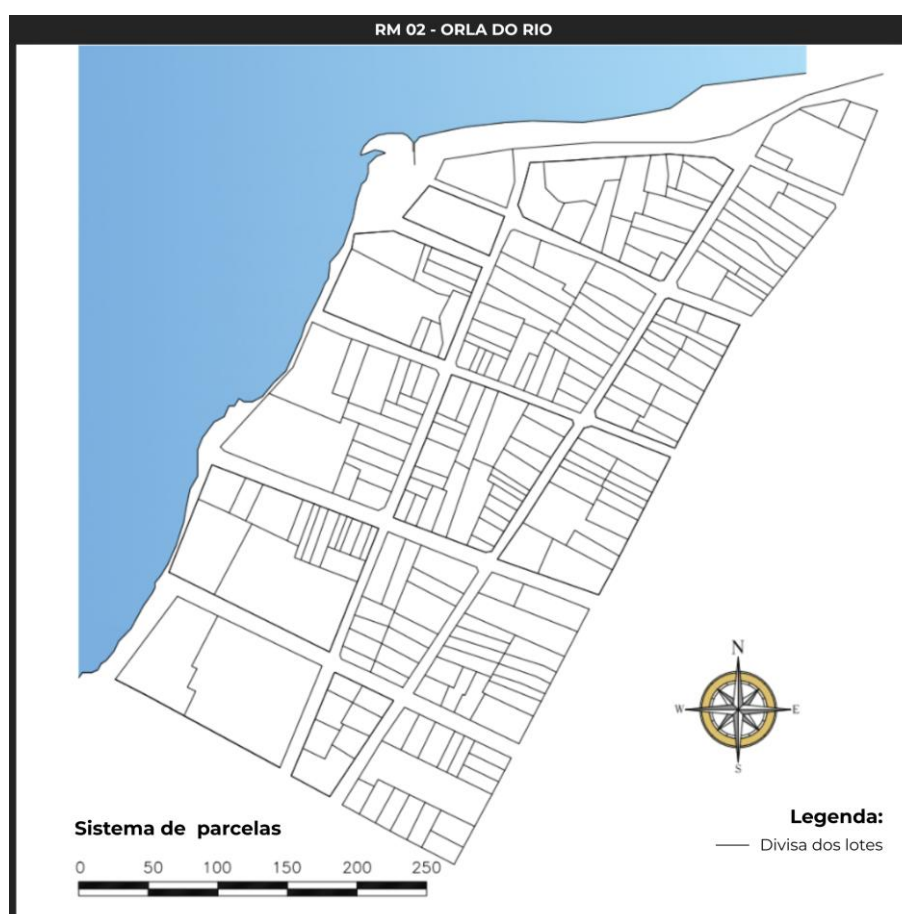 RM 02 - ORLA DO RIO
N
W
E
S
Sistema de parcelas
Legenda:
Divisa dos lotes
0 50 100 150 200 250